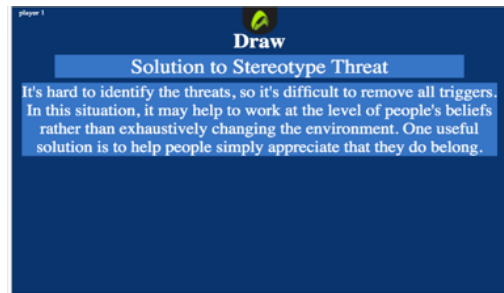 player 1
Draw
Solution to Stereotype Threat
It's hard to identify the threats, so it's difficult to remove all triggers.
In this situation, it may help to work at the level of people's beliefs
rather than exhaustively changing the environment. One useful
solution is to help people simply appreciate that they do belong.